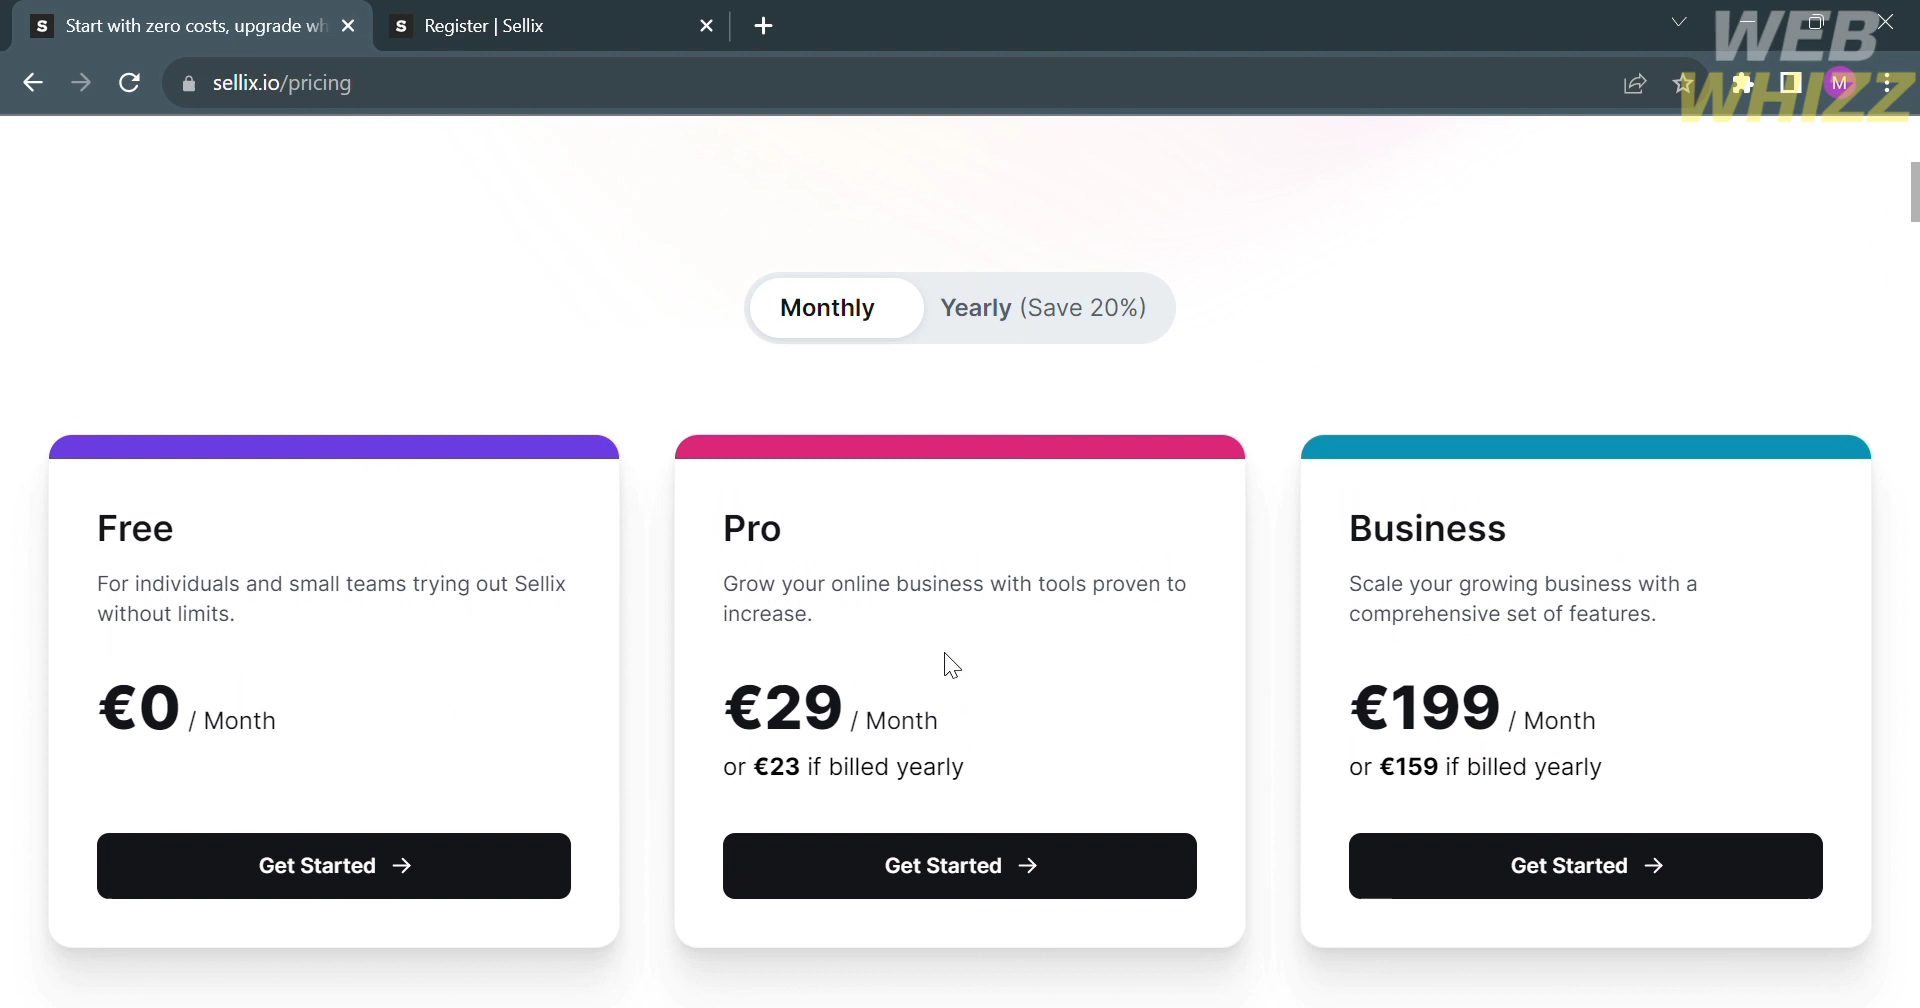 S Start with zero costs, upgrade wh
S Register | Sellix
WEB
WHIZZ
sellix.io/pricing
M
Monthly
Yearly (Save 20%)
Free
For individuals and small teams trying out Sellix
without limits.
€0 / Month
Get Started →
Pro
Grow your online business with tools proven to
increase.
€29 / Month
or €23 if billed yearly
Get Started →
Business
Scale your growing business with a
comprehensive set of features.
€199 / Month
or €159 if billed yearly
Get Started →